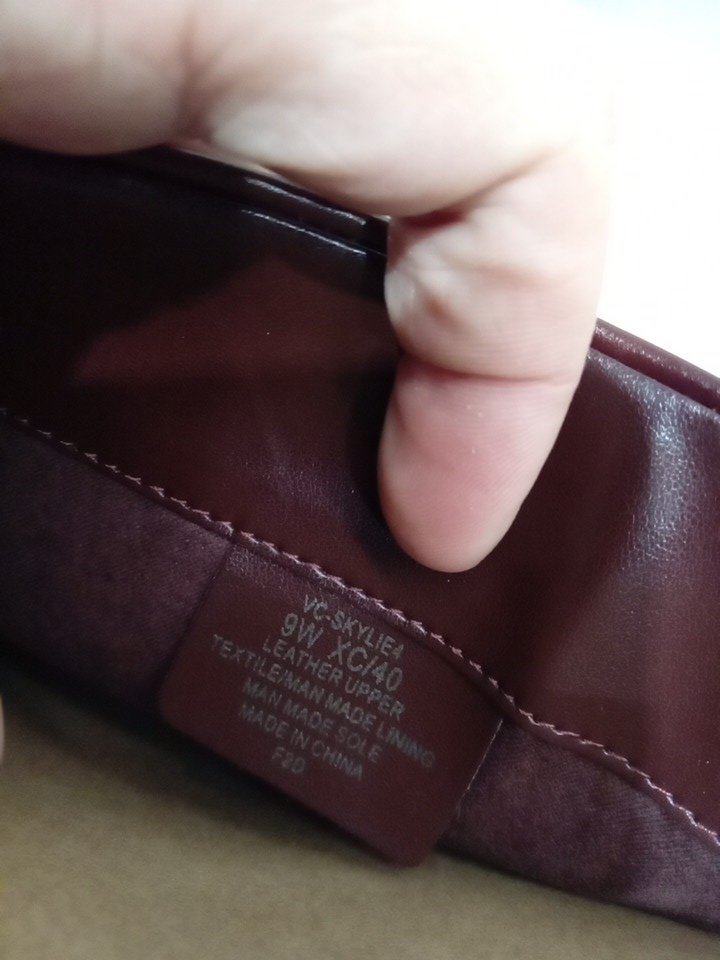 VC-SKYLIE4
9W XC/40
LEATHER UPPER
TEXTILE/MAN MADE LINING
MAN MADE SOLE
MADE IN CHINA
F20